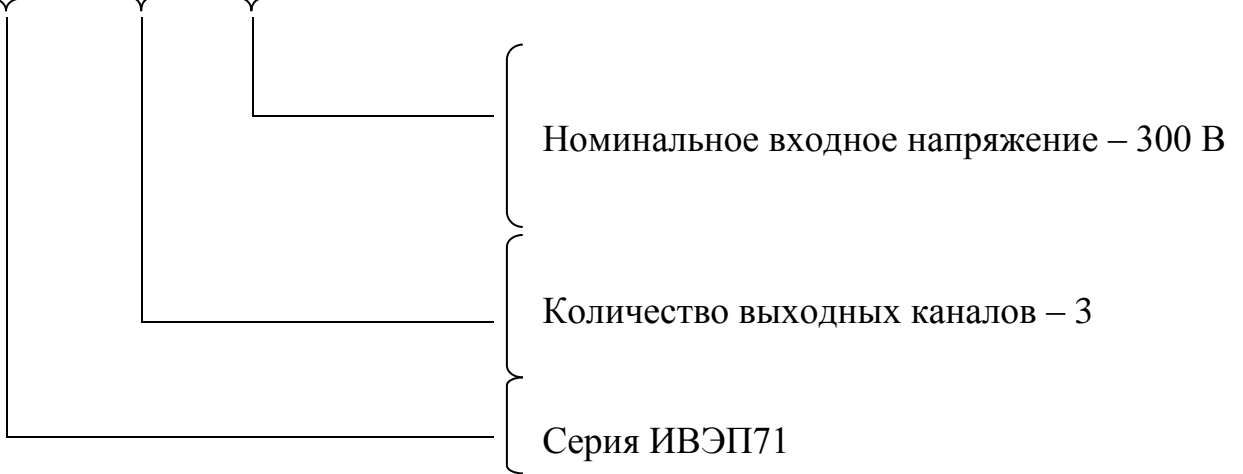 Номинальное входное напряжение – 300 В
Количество выходных каналов – 3
Серия ИВЭП71